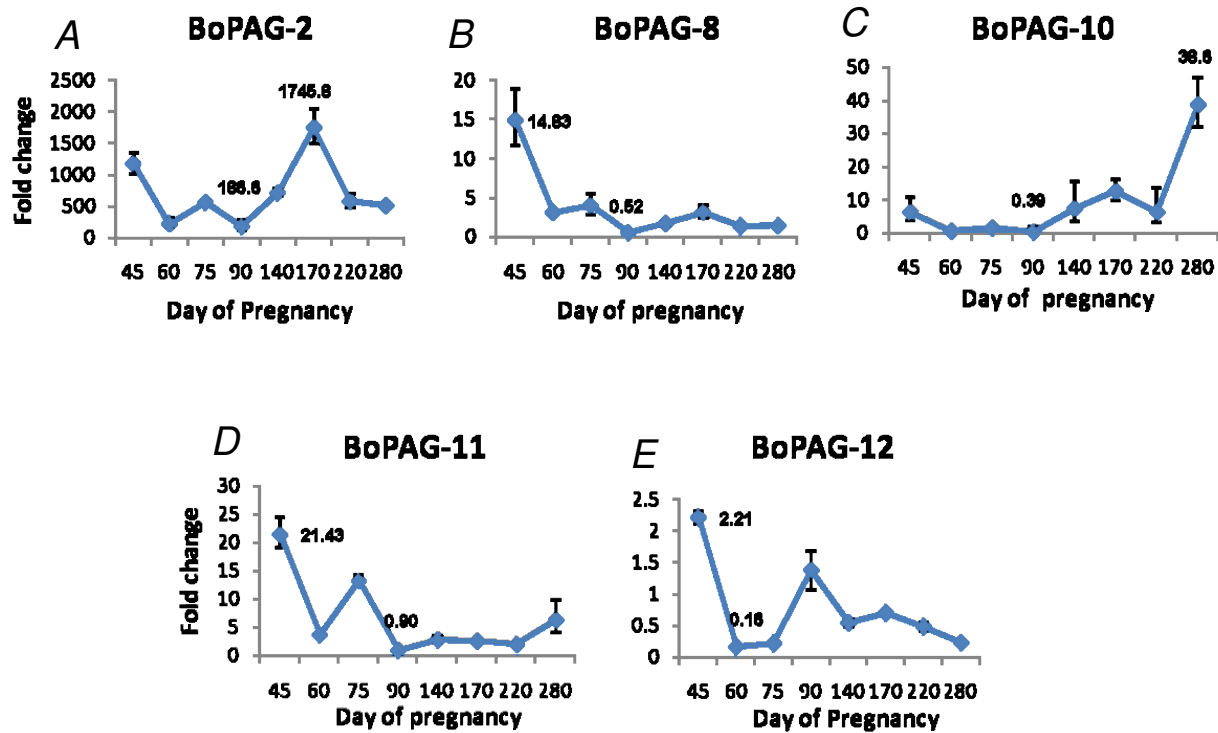 A BoPAG-2
Fold change
2500
2000
1500
1000
500
0
1745.8
186.6
45 60 75 90 140 170 220 280
Day of Pregnancy
B BoPAG-8
20
15
10
5
0
14.83
0.52
45 60 75 90 140 170 220 280
Day of pregnancy
C BoPAG-10
50
40
30
20
10
0
38.6
0.39
45 60 75 90 140 170 220 280
Day of pregnancy
D BoPAG-11
Fold change
30
25
20
15
10
5
0
21.43
0.90
45 60 75 90 140 170 220 280
Day of pregnancy
E BoPAG-12
2.5
2
1.5
1
0.5
0
2.21
0.16
45 60 75 90 140 170 220 280
Day of Pregnancy